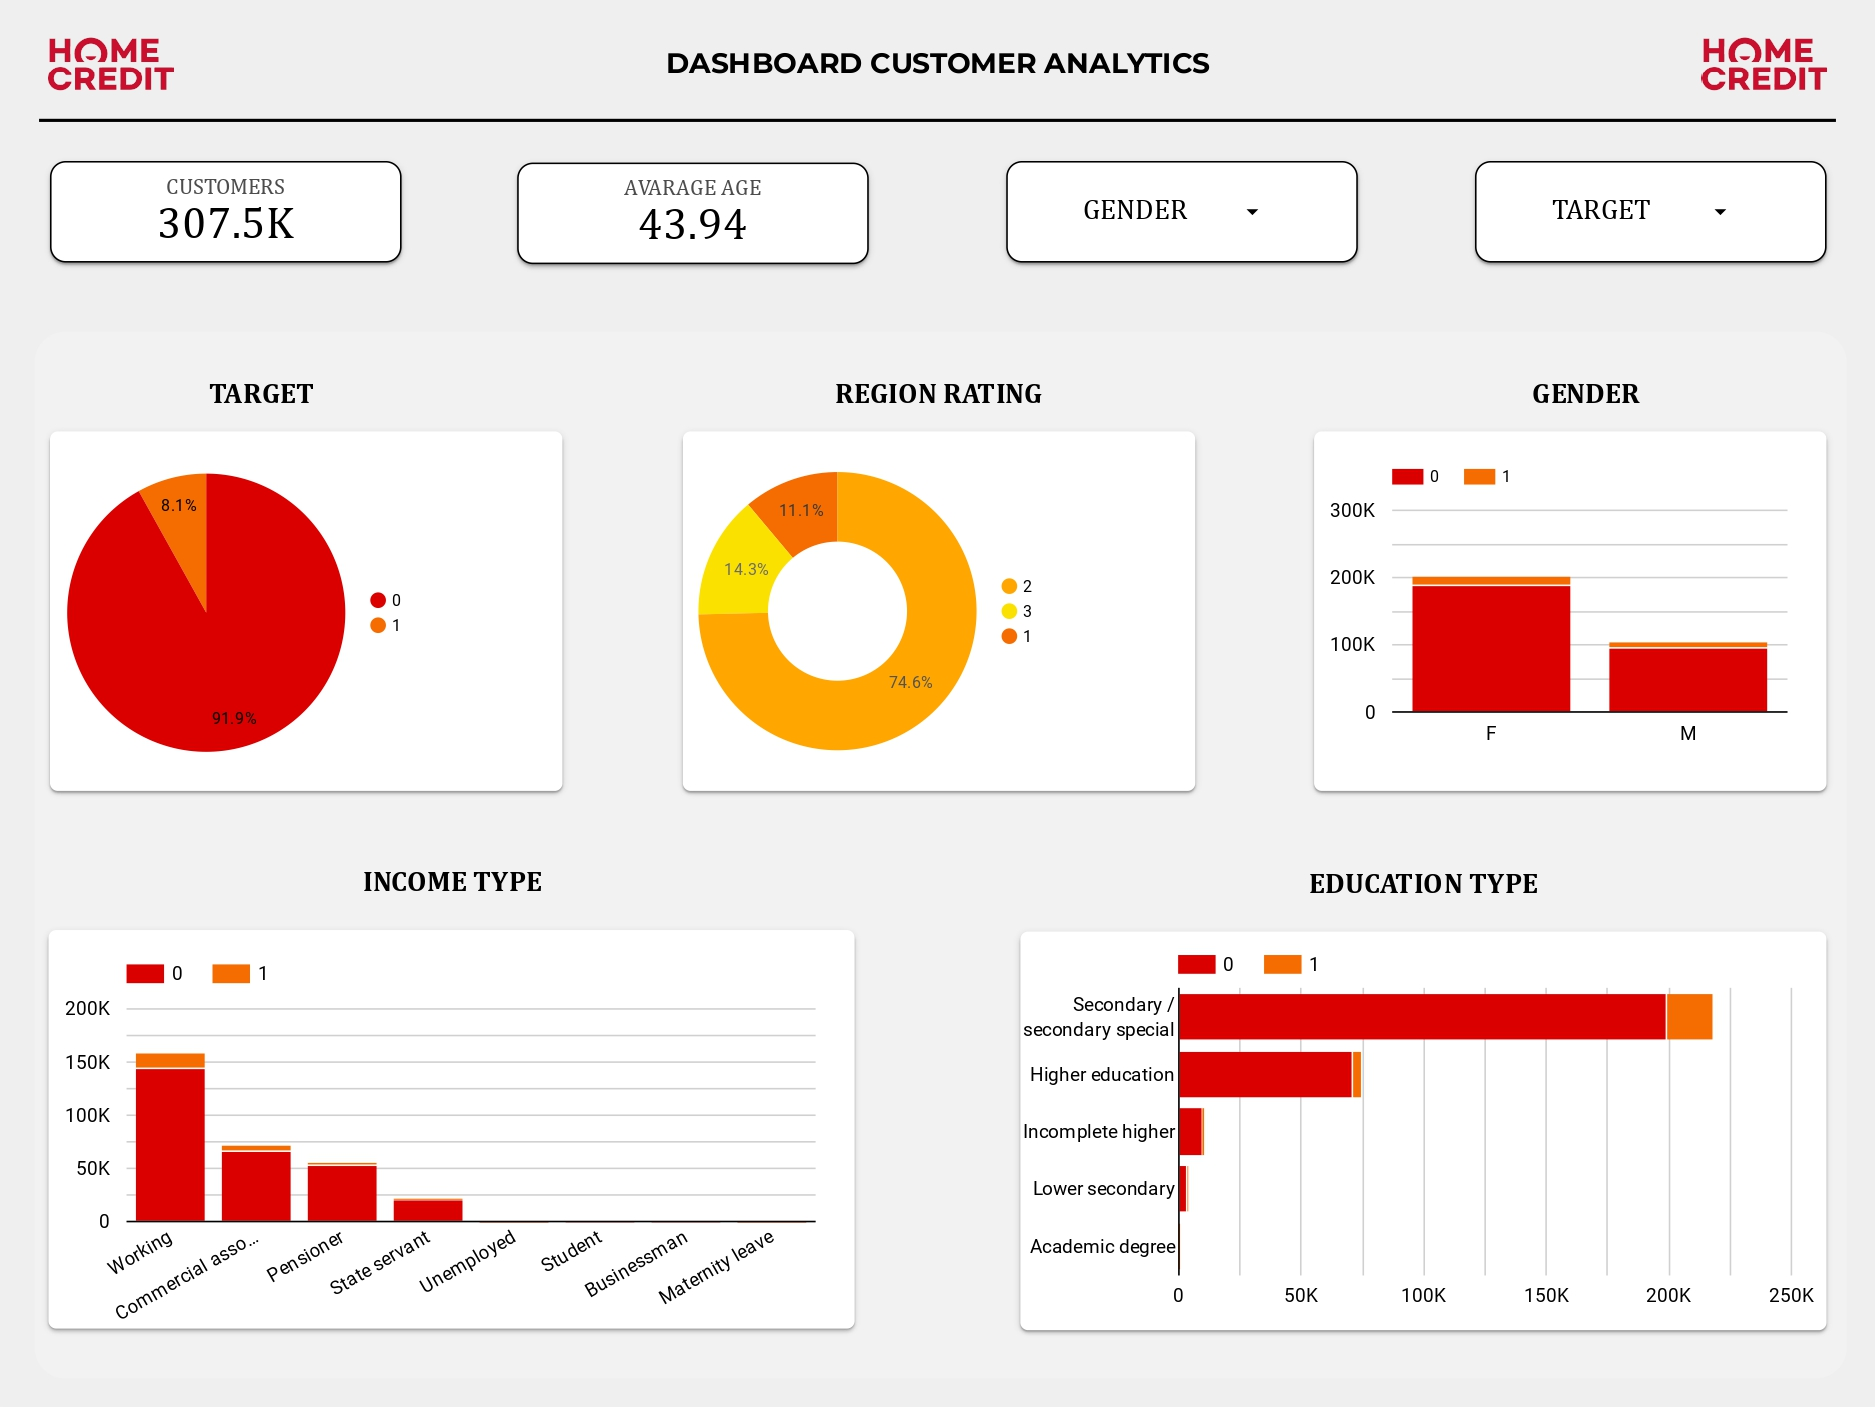 HOME
CREDIT
DASHBOARD CUSTOMER ANALYTICS
HOME
CREDIT
CUSTOMERS
307.5K
AVARAGE AGE
43.94
GENDER
TARGET
TARGET
8.1%
91.9%
0
1
REGION RATING
11.1%
14.3%
74.6%
2
3
1
GENDER
0 1
300K
200K
100K
0
F M
INCOME TYPE
0 1
200K
150K
100K
50K
0
Working
Commercial asso...
Pensioner
State servant
Unemployed
Student
Businessman
Maternity leave
EDUCATION TYPE
0 1
Secondary /
secondary special
Higher education
Incomplete higher
Lower secondary
Academic degree
0 50K 100K 150K 200K 250K